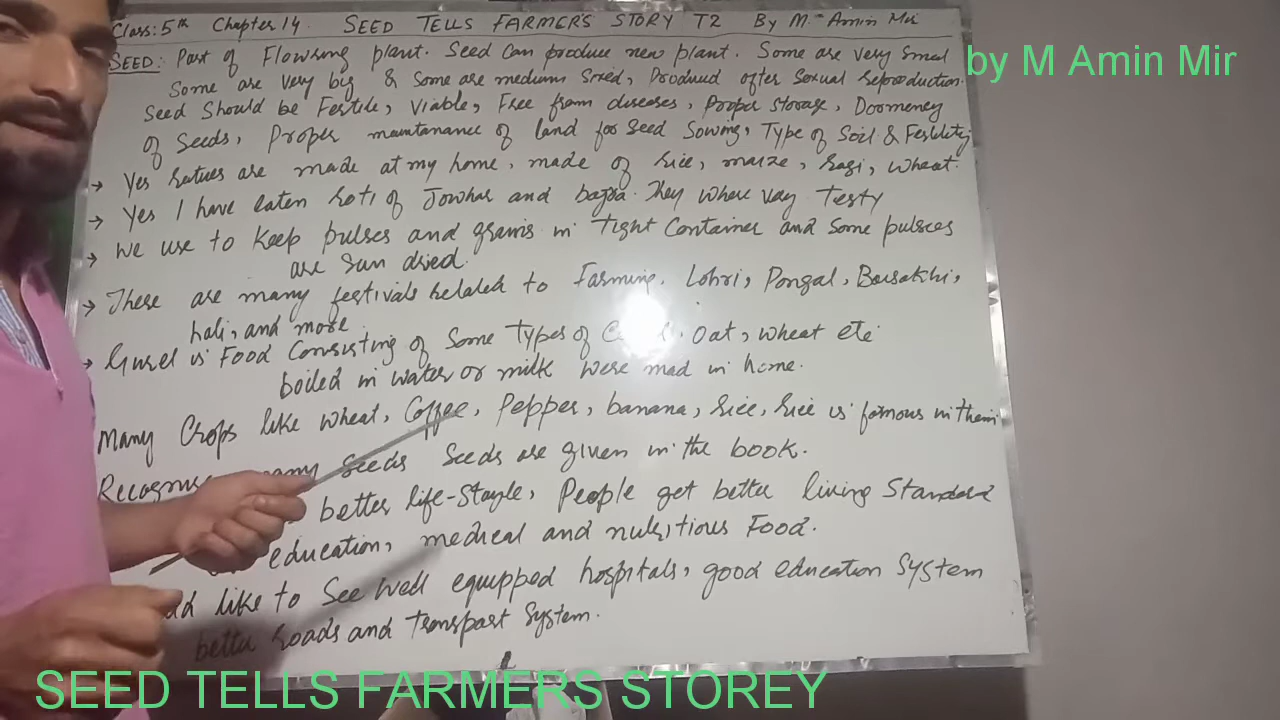 Class: 5th Chapter 14. SEED TELLS FARMER'S STORY T2 By M. Amin Mir
by M Amin Mir
SEED: Part of Flowering plant. Seed can produce new plant. Some are very small
Some are very big & Some are medium Sized, Produced after Sexual reproduction.
Seed Should be Fertile, Viable, Free from diseases, Proper Storage, Doormency
of Seeds, Proper maintanance of land for Seed Sowing, Type of Soil & Fertility
→ Yes are made at my home, made of rice, maize, ragi, wheat.
→ Yes I have eaten roti of Jowhar and bajra. They where very Testy
→ We use to Keep pulses and grains in Tight Container and Some pulsces
are Sun dried.
→ There are many festivals related to Farming. Lohri, Pongal, Baisakhi,
holi, and more
→ is Food Consisting of Some Types of Oat, wheat etc
boiled in water or milk were mad in home.
Many Crops like wheat, Coffee, Pepper, banana, rice, rice is famous in them
many Seeds Seeds are given in the book.
better life-Style, People get better living Standard
education, medical and nutritious Food.
like to See well equipped hospitals, good education System
better roads and transport System.
SEED TELLS FARMERS STOREY